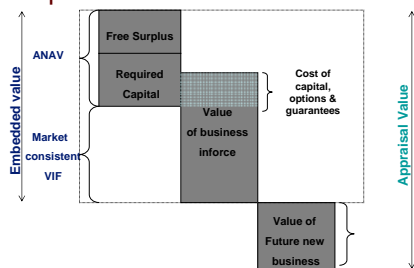 Embedded value
ANAV
Market
consistent
VIF
Free Surplus
Required
Capital
Value
of business
inforce
Cost of
capital,
options &
guarantees
Value of
Future new
business
Appraisal Value